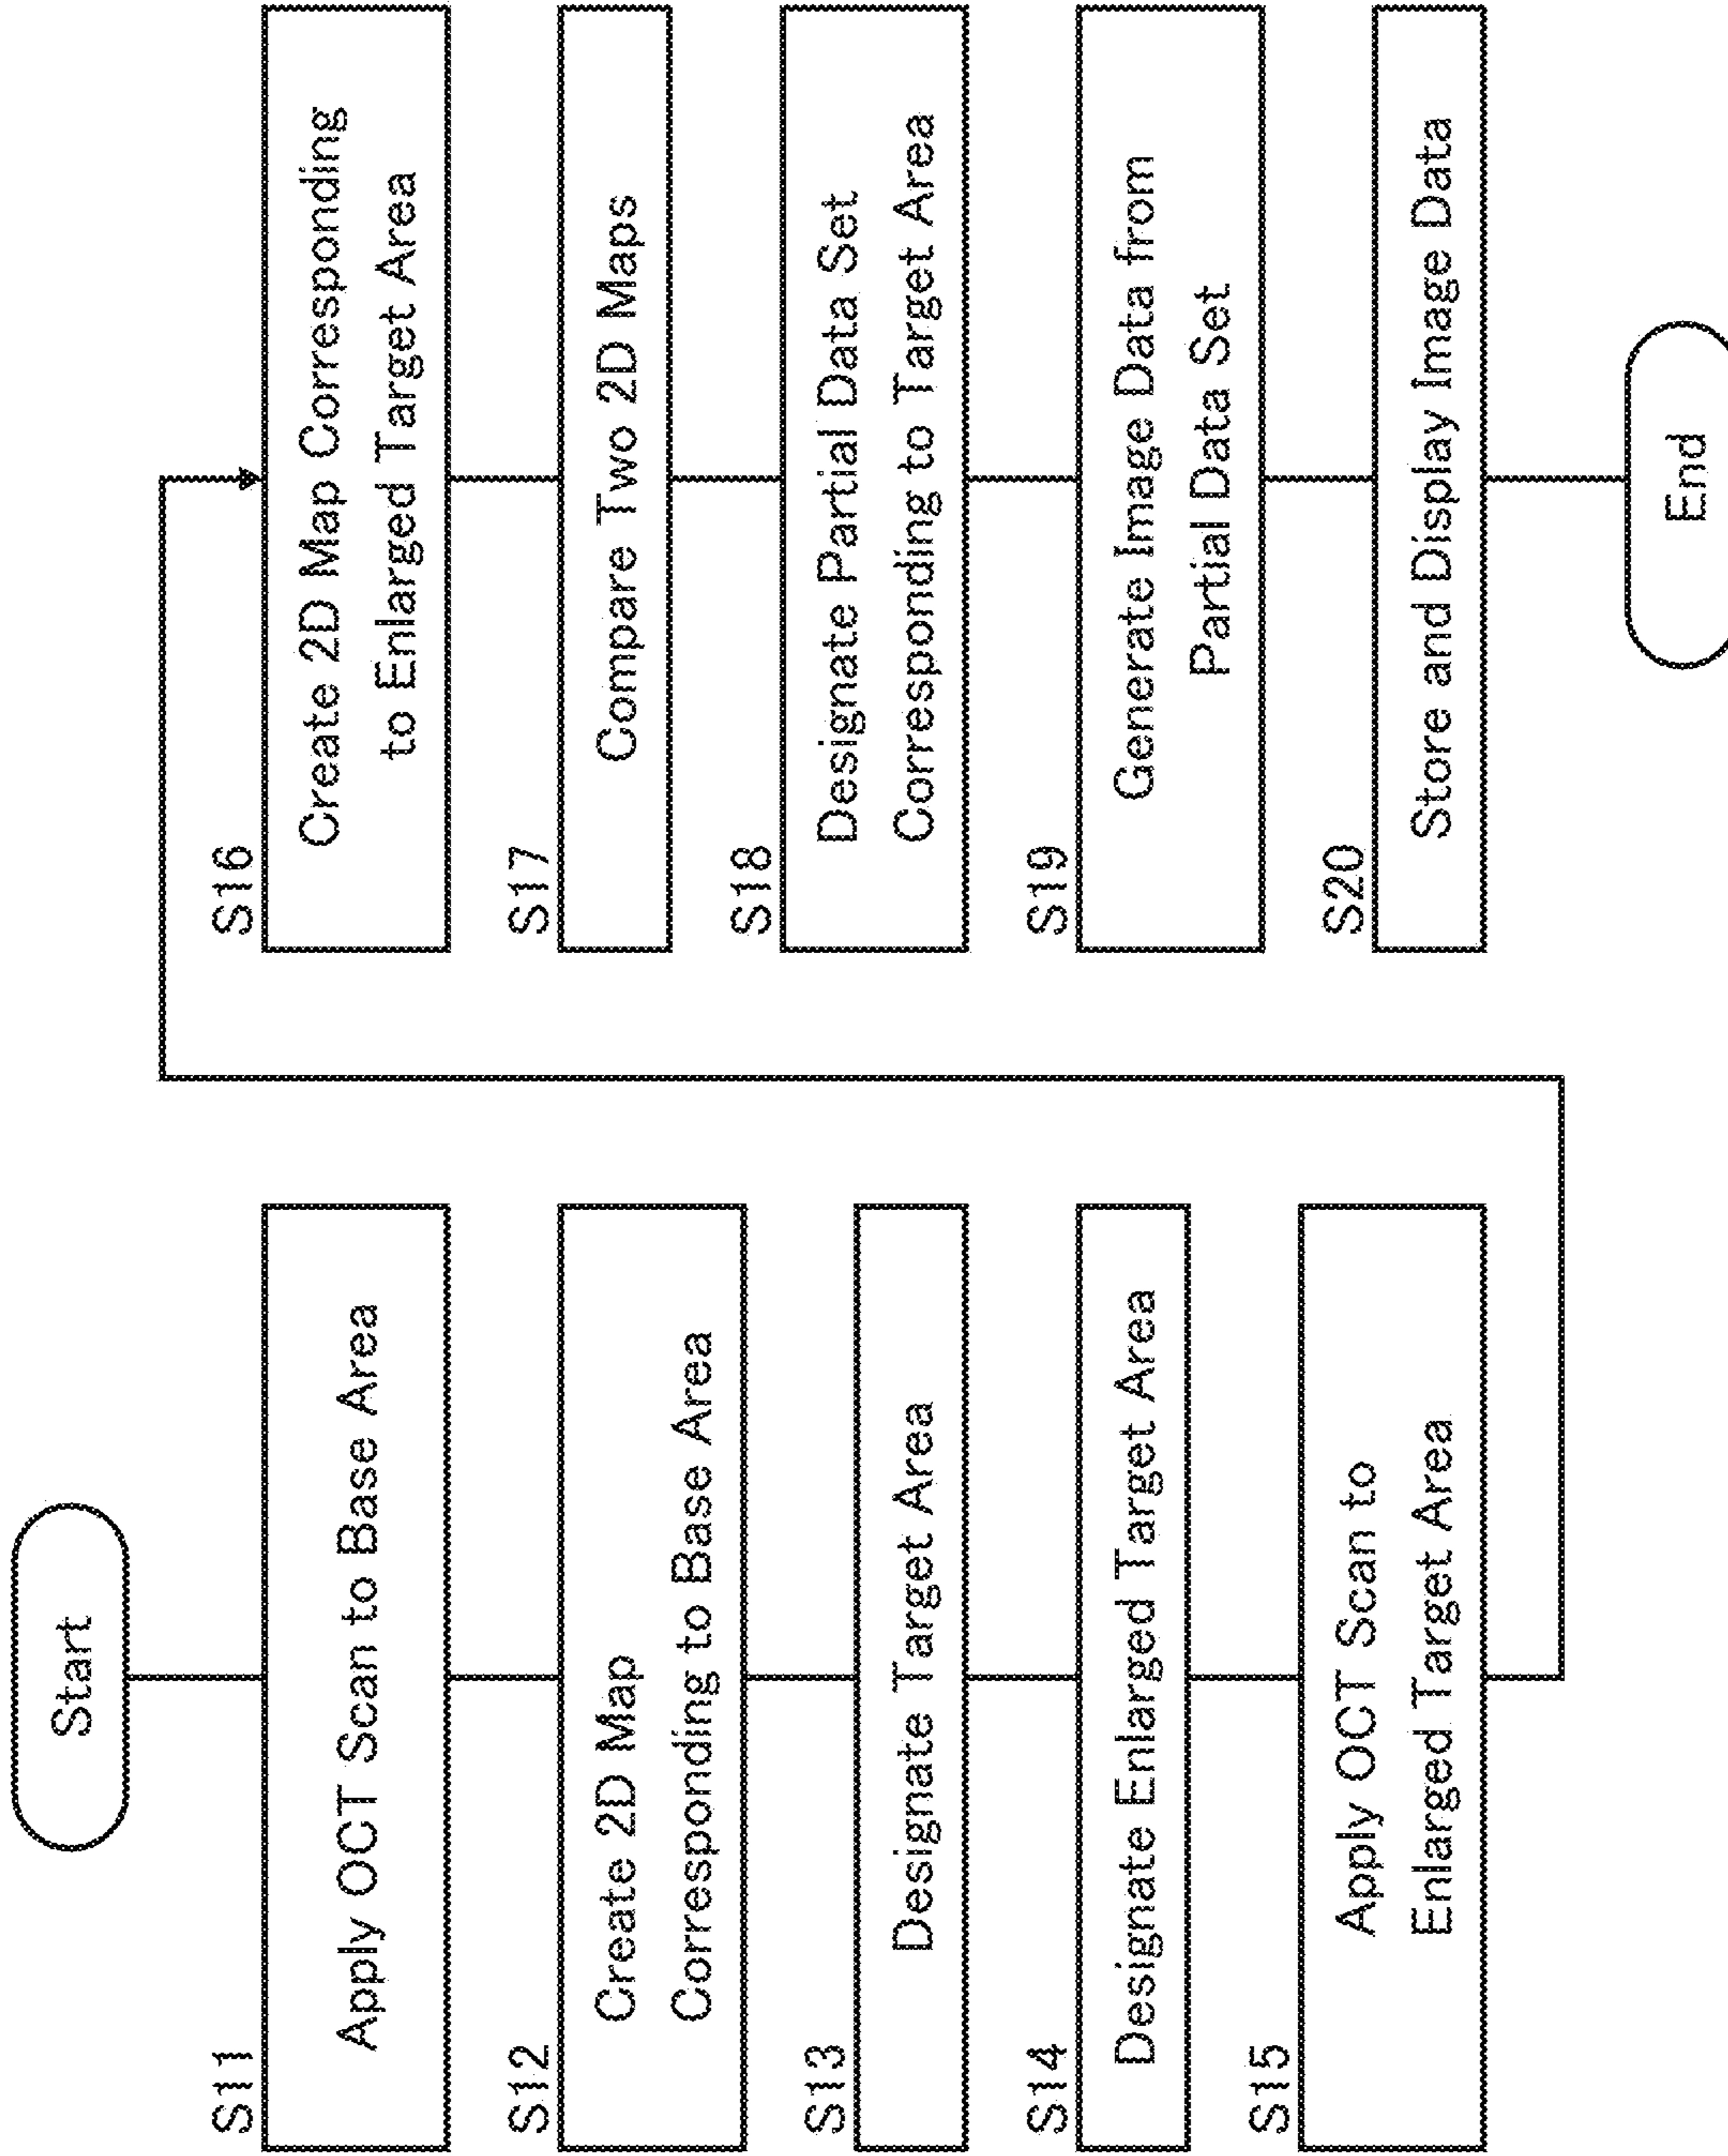 Start
S11
Apply OCT Scan to Base Area
S12
Create 2D Map
Corresponding to Base Area
S13
Designate Target Area
S14
Designate Enlarged Target Area
S15
Apply OCT Scan to
Enlarged Target Area
S16
Create 2D Map Corresponding
to Enlarged Target Area
S17
Compare Two 2D Maps
S18
Designate Partial Data Set
Corresponding to Target Area
S19
Generate Image Data from
Partial Data Set
S20
Store and Display Image Data
End